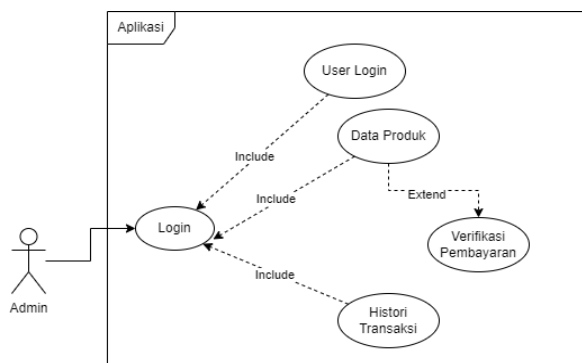 Aplikasi
User Login
Data Produk
Include
Include
Extend
Login
Verifikasi
Pembayaran
Include
Admin
Histori
Transaksi